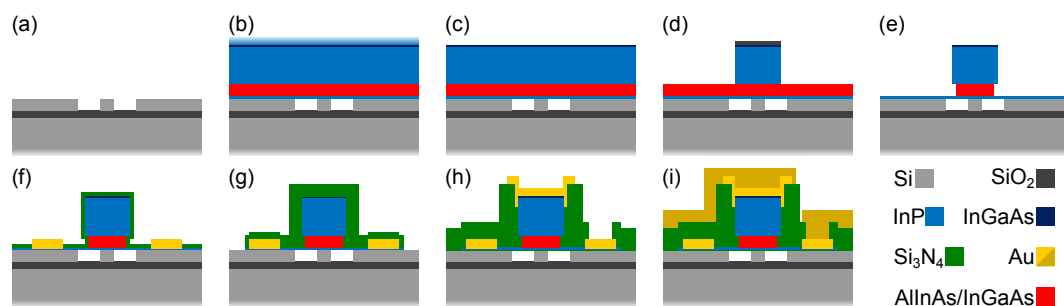 (a) (b) (c) (d) (e)
(f) (g) (h) (i)
Si SiO2
InP InGaAs
Si3N4 Au
AlInAs/InGaAs